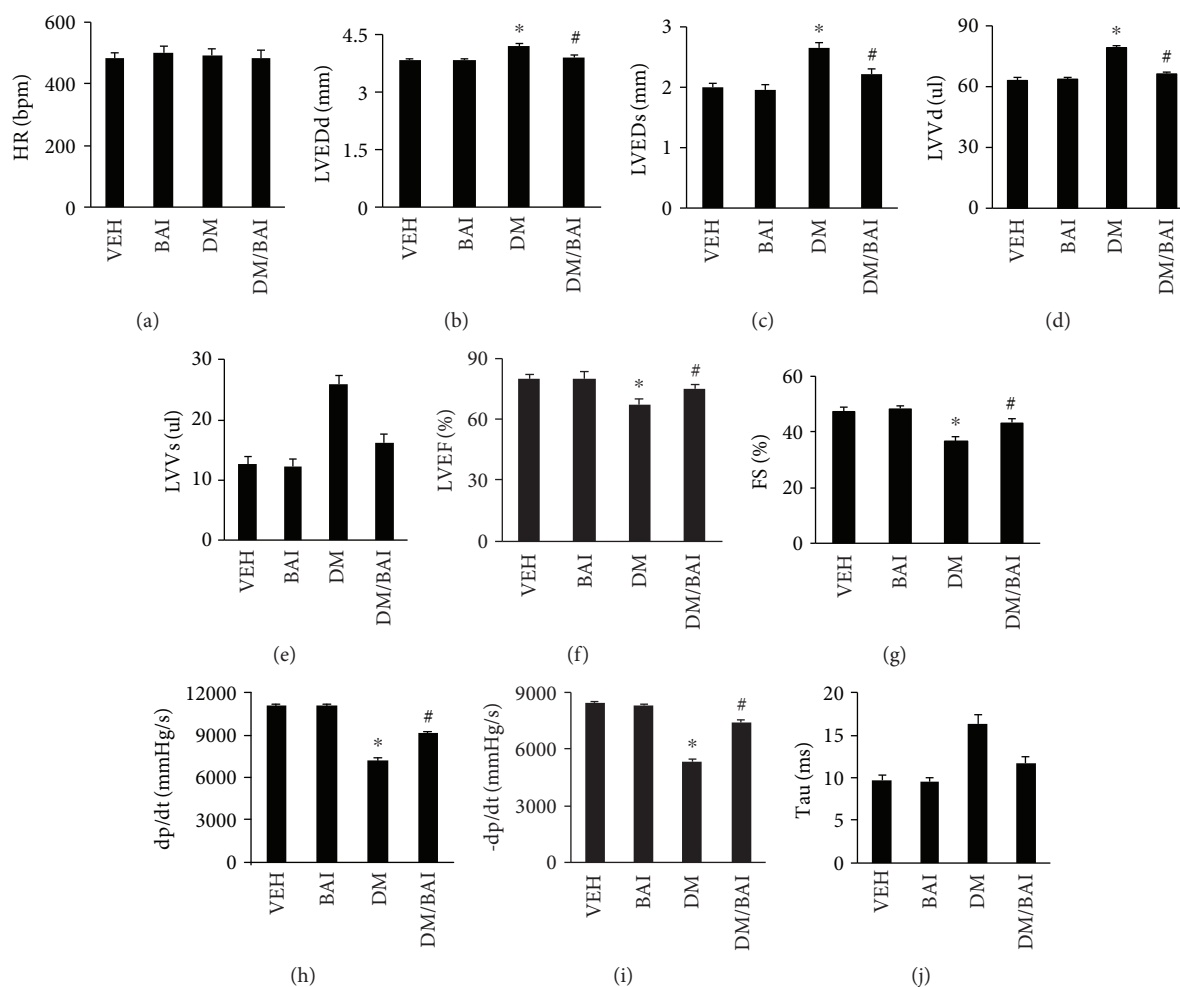 HR (bpm)
600
400
200
0
VEH
BAI
DM
DM/BAI
(a)
LVEDd (mm)
4.5
3
1.5
0
*
#
VEH
BAI
DM
DM/BAI
(b)
LVEDs (mm)
3
2
1
0
*
#
VEH
BAI
DM
DM/BAI
(c)
LVVd (ul)
90
60
30
0
*
#
VEH
BAI
DM
DM/BAI
(d)
LVVs (ul)
30
20
10
0
VEH
BAI
DM
DM/BAI
(e)
LVEF (%)
90
60
30
0
*
#
VEH
BAI
DM
DM/BAI
(f)
FS (%)
60
40
20
0
*
#
VEH
BAI
DM
DM/BAI
(g)
dp/dt (mmHg/s)
12000
9000
6000
3000
0
*
#
VEH
BAI
DM
DM/BAI
(h)
-dp/dt (mmHg/s)
9000
6000
3000
0
*
#
VEH
BAI
DM
DM/BAI
(i)
Tau (ms)
20
15
10
5
0
VEH
BAI
DM
DM/BAI
(j)